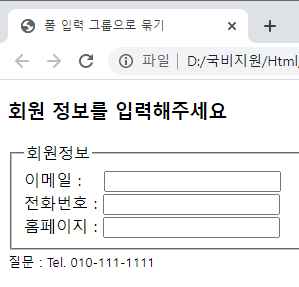 폼 입력 그룹으로 묶기
파일 | D:/국비지원/Html/
회원 정보를 입력해주세요
회원정보
이메일 :
전화번호 :
홈페이지 :
질문 : Tel. 010-111-1111